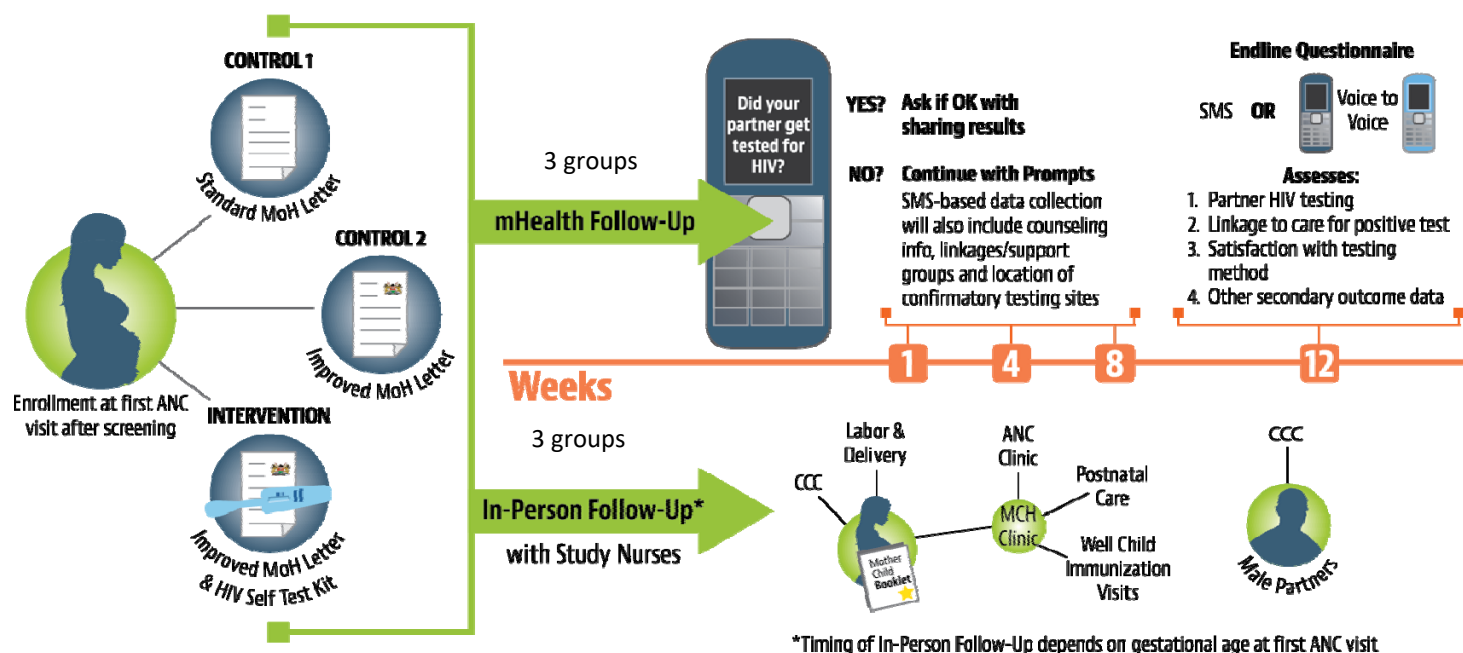 CONTROL 1
Standard MoH Letter
CONTROL 2
Improved MoH Letter
Enrollment at first ANC
visit after screening
INTERVENTION
Improved MoH Letter
& HIV Self Test Kit
3 groups
mHealth Follow-Up
3 groups
In-Person Follow-Up*
with Study Nurses
Did your
partner get
tested for
HIV?
YES? Ask if OK with
sharing results
NO? Continue with Prompts
SMS-based data collection
will also include counseling
info, linkages/support
groups and location of
confirmatory testing sites
Endline Questionnaire
SMS OR Voice to
Voice
Assesses:
1. Partner HIV testing
2. Linkage to care for positive test
3. Satisfaction with testing
method
4. Other secondary outcome data
Weeks
1 4 8 12
CCC
Labor &
Delivery
Mother
Child
Booklet
ANC
Clinic
MCH
Clinic
Postnatal
Care
Well Child
Immunization
Visits
CCC
Male Partners
*Timing of In-Person Follow-Up depends on gestational age at first ANC visit